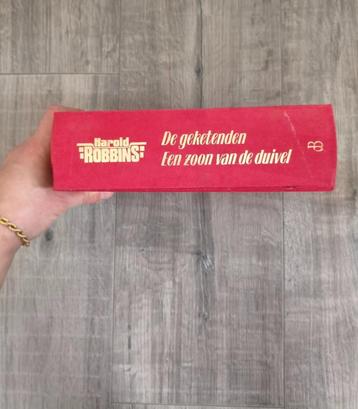 Harold
ROBBINS
De geketenden
Een zoon van de duivel